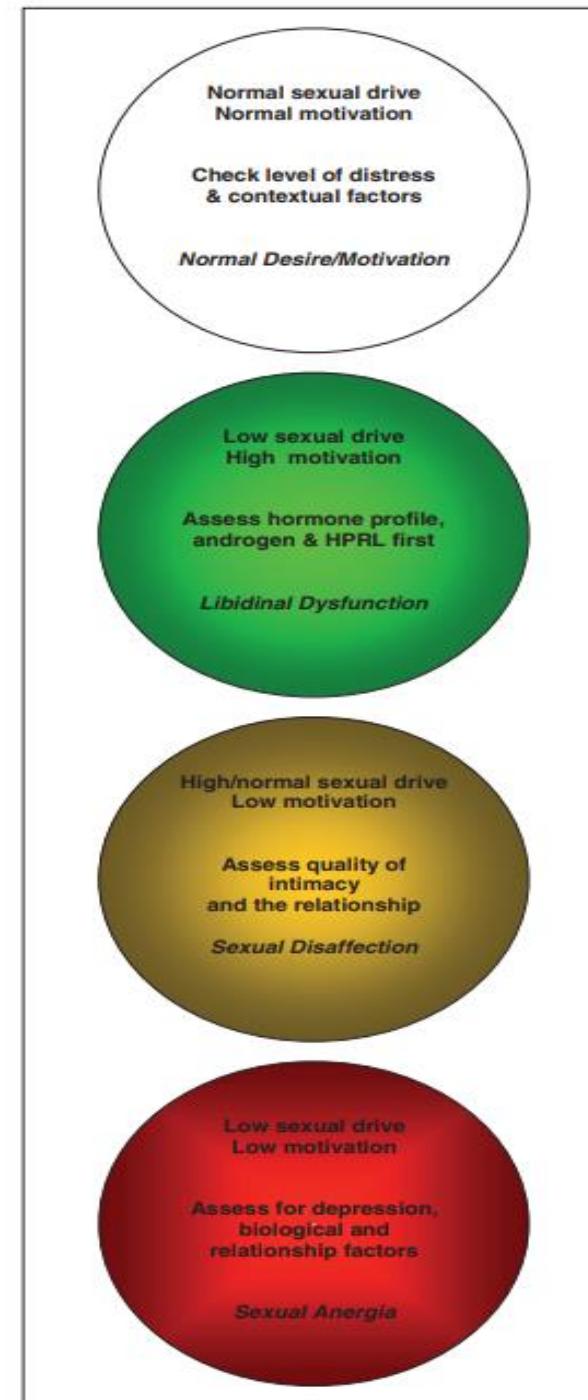 Normal sexual drive
Normal motivation
Check level of distress
& contextual factors
Normal Desire/Motivation
Low sexual drive
High motivation
Assess hormone profile,
androgen & HPRL first
Libidinal Dysfunction
High/normal sexual drive
Low motivation
Assess quality of
intimacy
and the relationship
Sexual Disaffection
Low sexual drive
Low motivation
Assess for depression,
biological and
relationship factors
Sexual Anergia